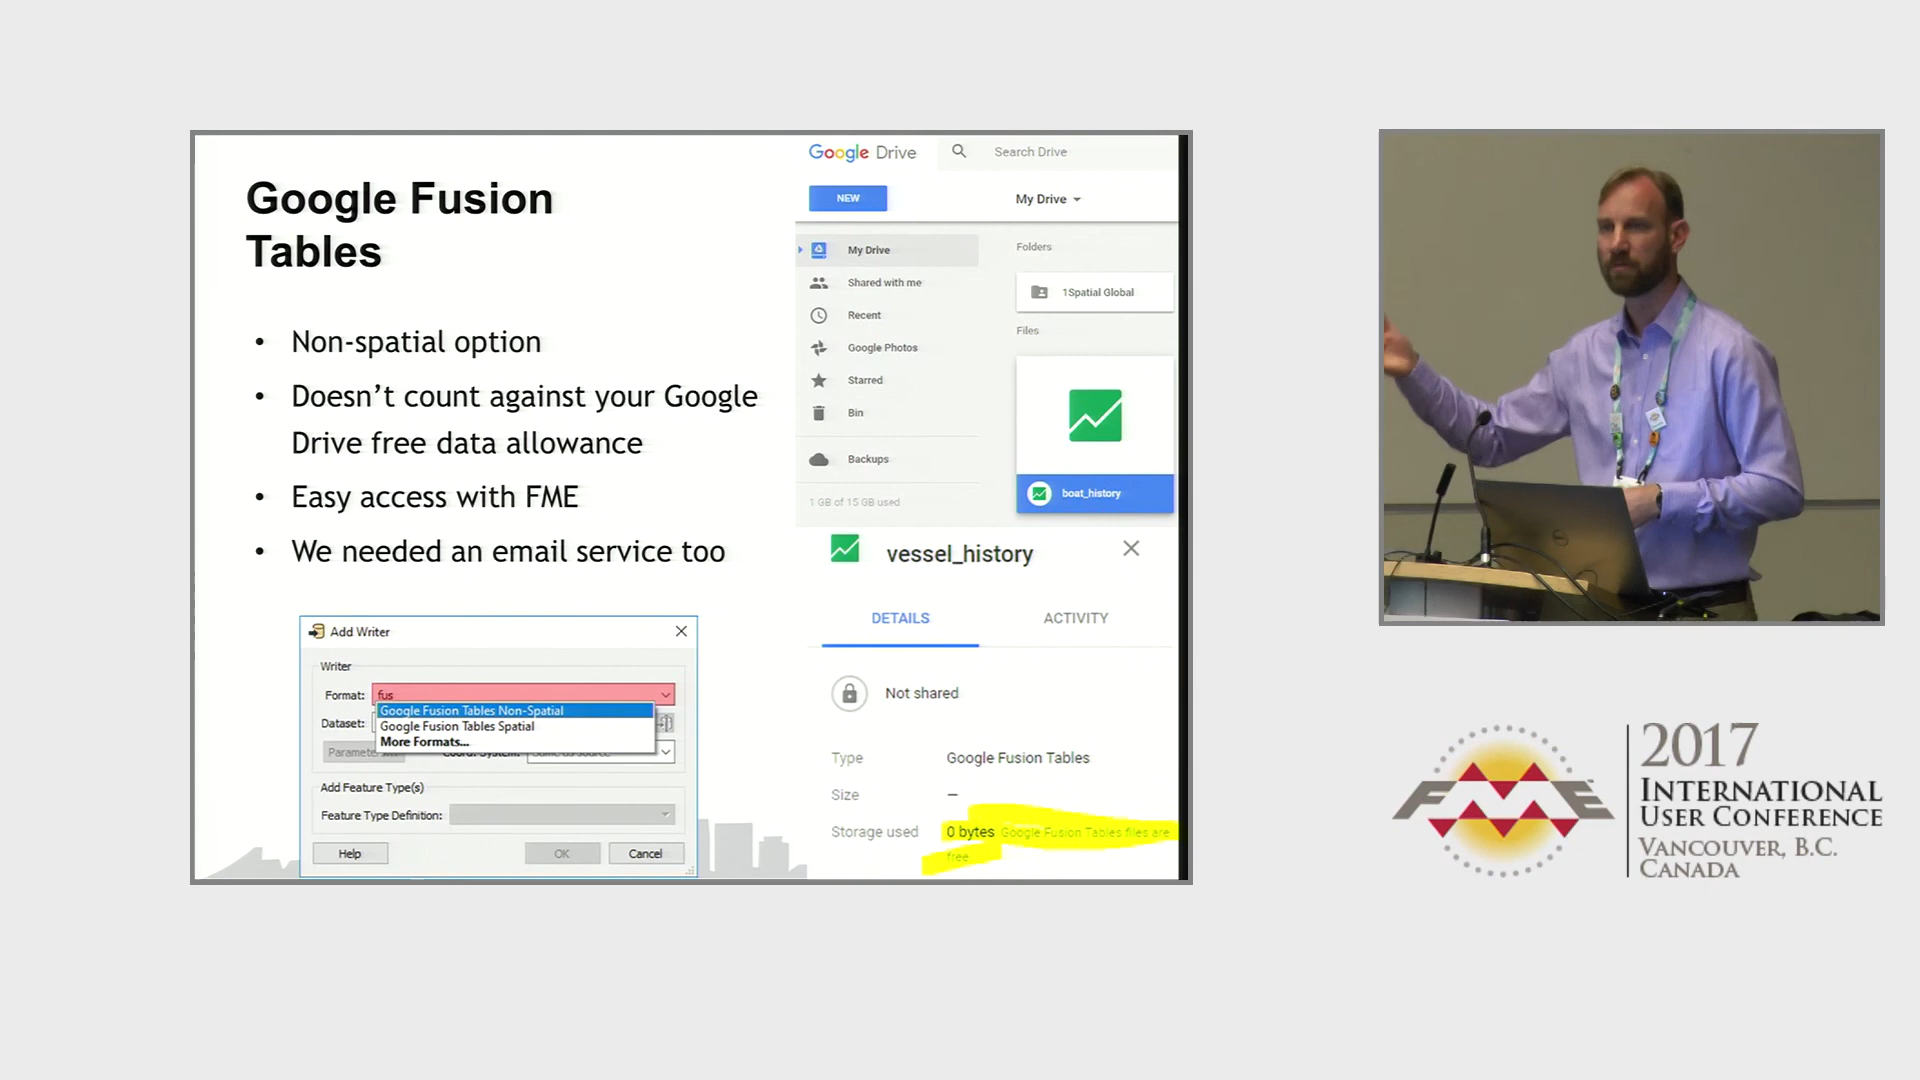 Google Fusion
Tables
• Non-spatial option
• Doesn’t count against your Google
Drive free data allowance
• Easy access with FME
• We needed an email service too
Add Writer
Writer
Format: fus
Google Fusion Tables Non-Spatial
Google Fusion Tables Spatial
More Formats...
Dataset:
Add Feature Type(s)
Feature Type Definition:
Help
OK
Cancel
Google Drive
Search Drive
NEW
My Drive
My Drive
Shared with me
Recent
Google Photos
Starred
Bin
Backups
1 GB of 15 GB used
Folders
1Spatial Global
Files
boat_history
vessel_history
DETAILS
ACTIVITY
Not shared
Type Google Fusion Tables
Size –
Storage used 0 bytes Google Fusion Tables files are
free
FME
2017
INTERNATIONAL
USER CONFERENCE
VANCOUVER, B.C.
CANADA